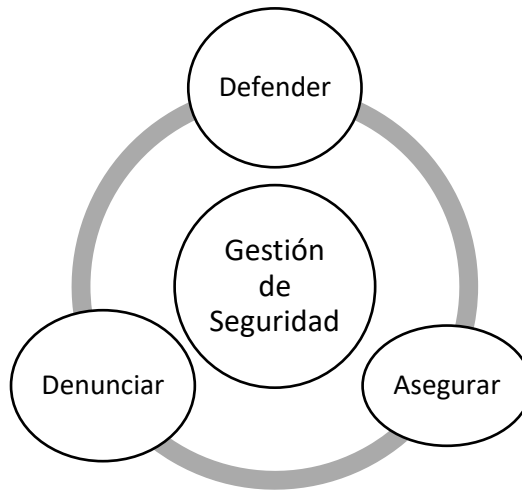 Defender
Gestión
de
Seguridad
Denunciar
Asegurar